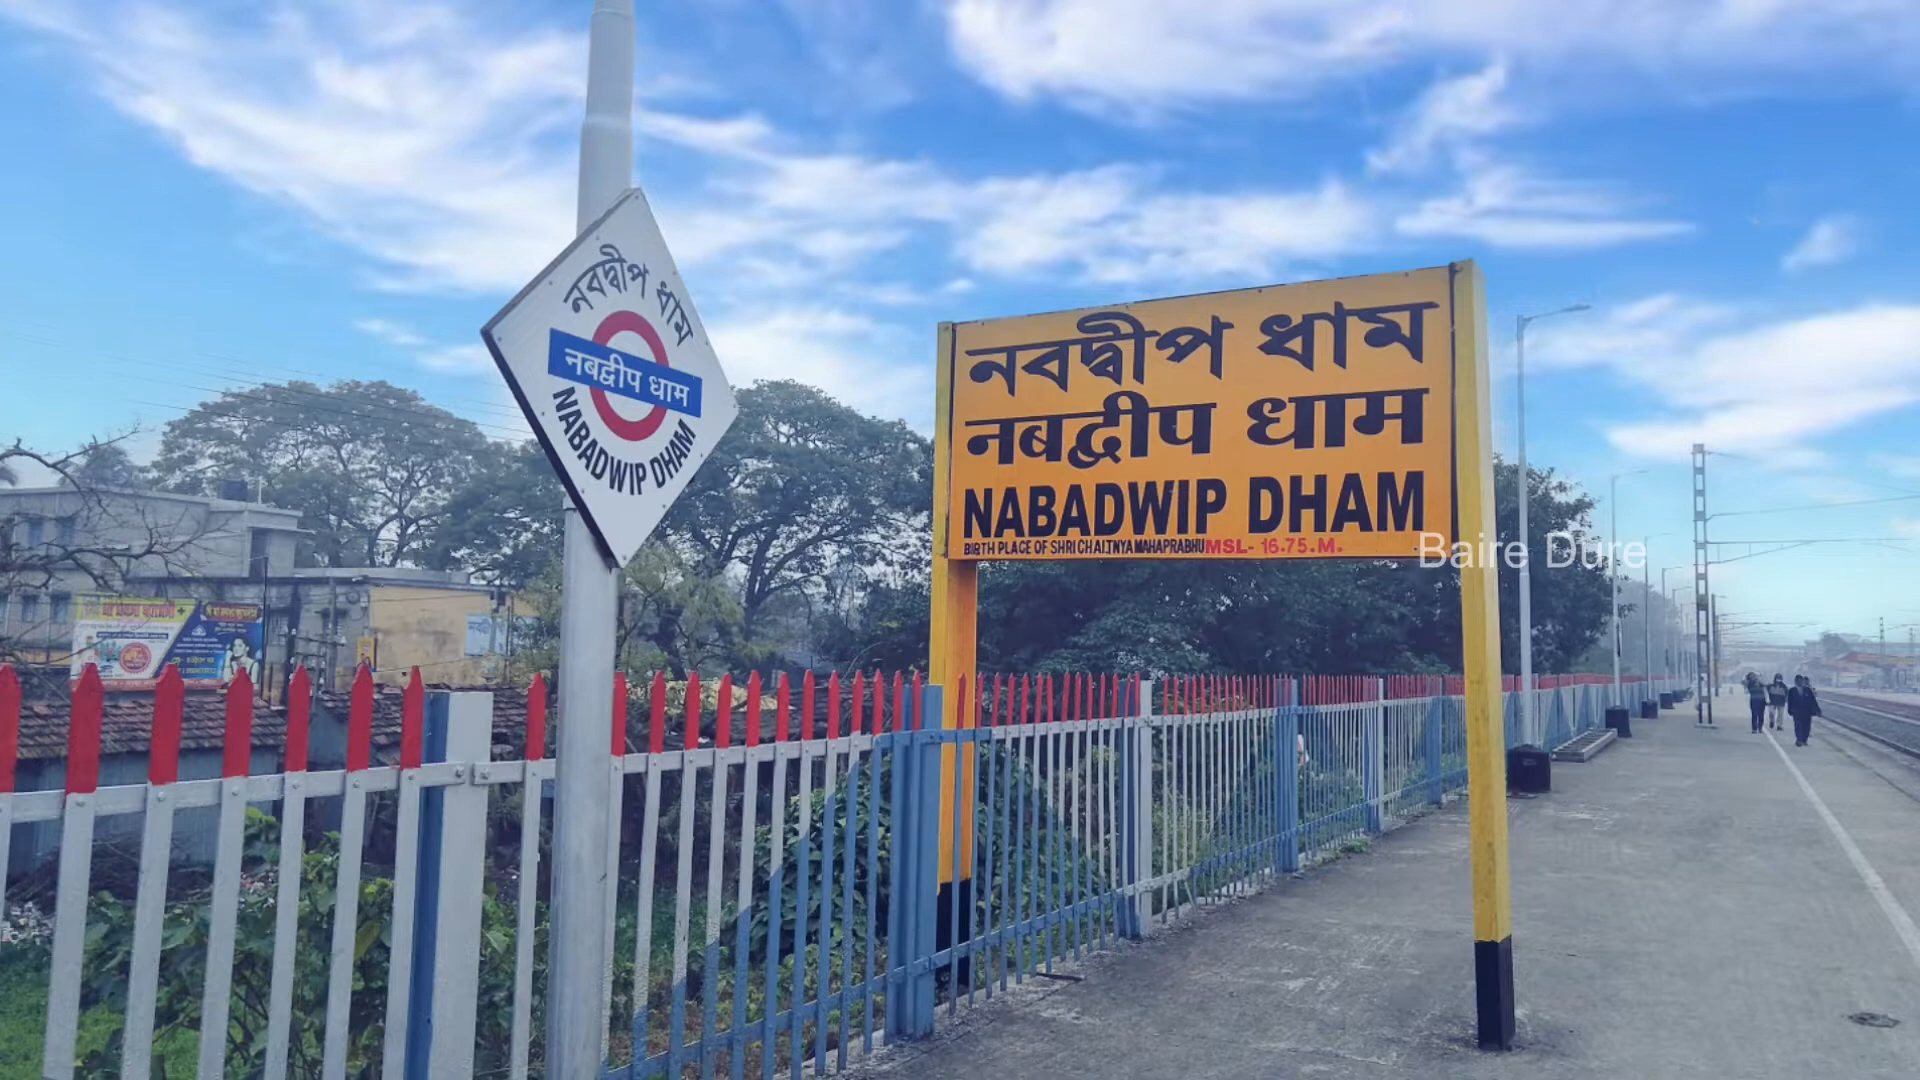 নবদ্বীপ ধাম
नबद्वीप धाम
NABADWIP DHAM
নবদ্বীপ ধাম
नबद्वीप धाम
NABADWIP DHAM
BIRTH PLACE OF SHRI CHAITNYA MAHAPRABHU MSL- 16.75.M.
Baire Dure